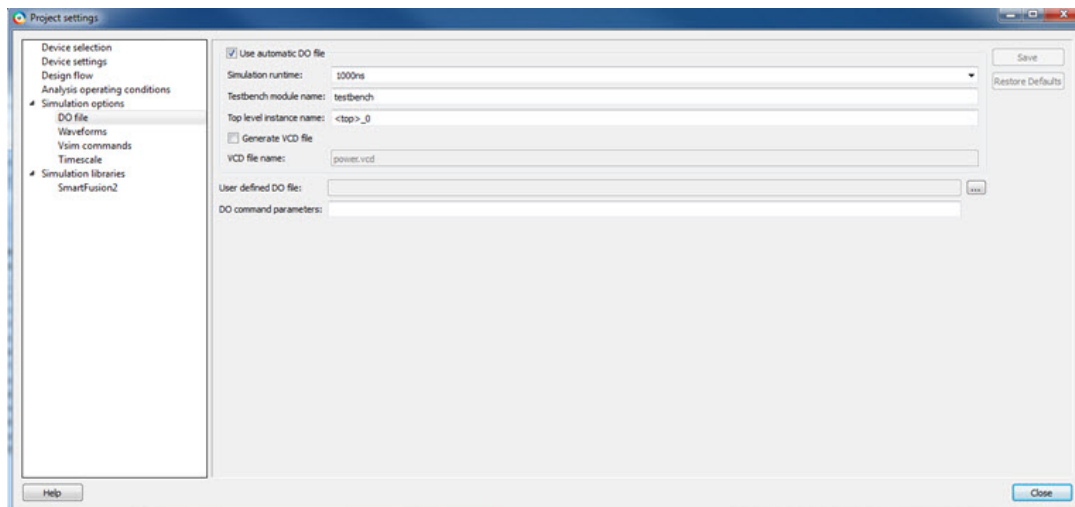 Project settings
Device selection
Device settings
Design flow
Analysis operating conditions
Simulation options
DO file
Waveforms
Vsim commands
Timescale
Simulation libraries
SmartFusion2
Use automatic DO file
Simulation runtime: 1000ns
Testbench module name: testbench
Top level instance name: <top>_0
Generate VCD file
VCD file name: power.vcd
User defined DO file: ...
DO command parameters:
Save
Restore Defaults
Help
Close